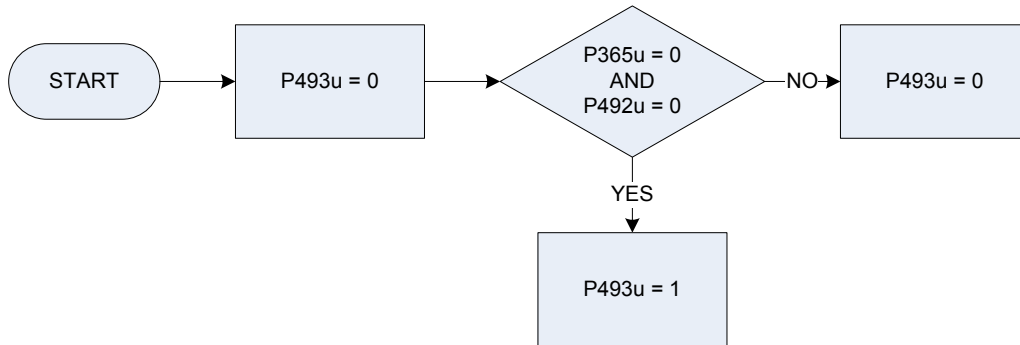 START
P493u = 0
P365u = 0
AND
P492u = 0
NO
P493u = 0
YES
P493u = 1